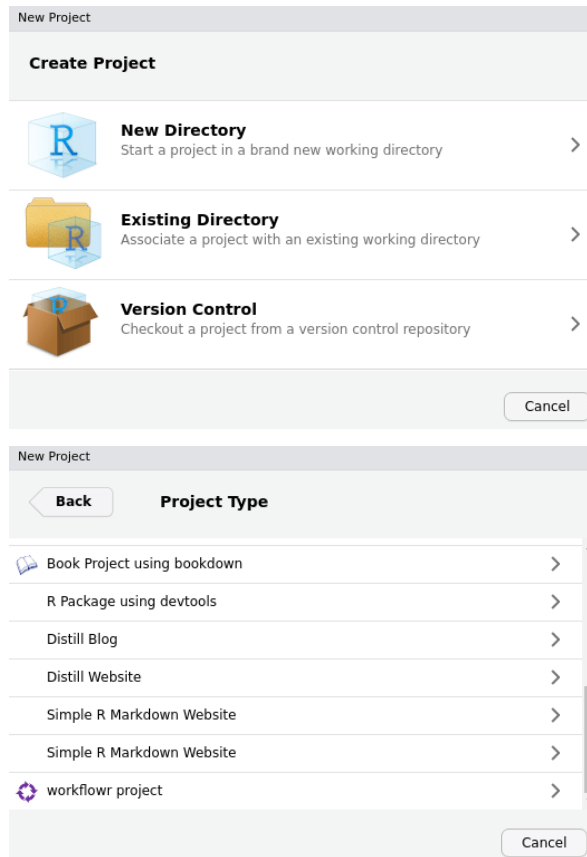 New Project
Create Project
R
New Directory
Start a project in a brand new working directory
R
Existing Directory
Associate a project with an existing working directory
Version Control
Checkout a project from a version control repository
Cancel
New Project
Back
Project Type
Book Project using bookdown
R Package using devtools
Distill Blog
Distill Website
Simple R Markdown Website
Simple R Markdown Website
workflowr project
Cancel